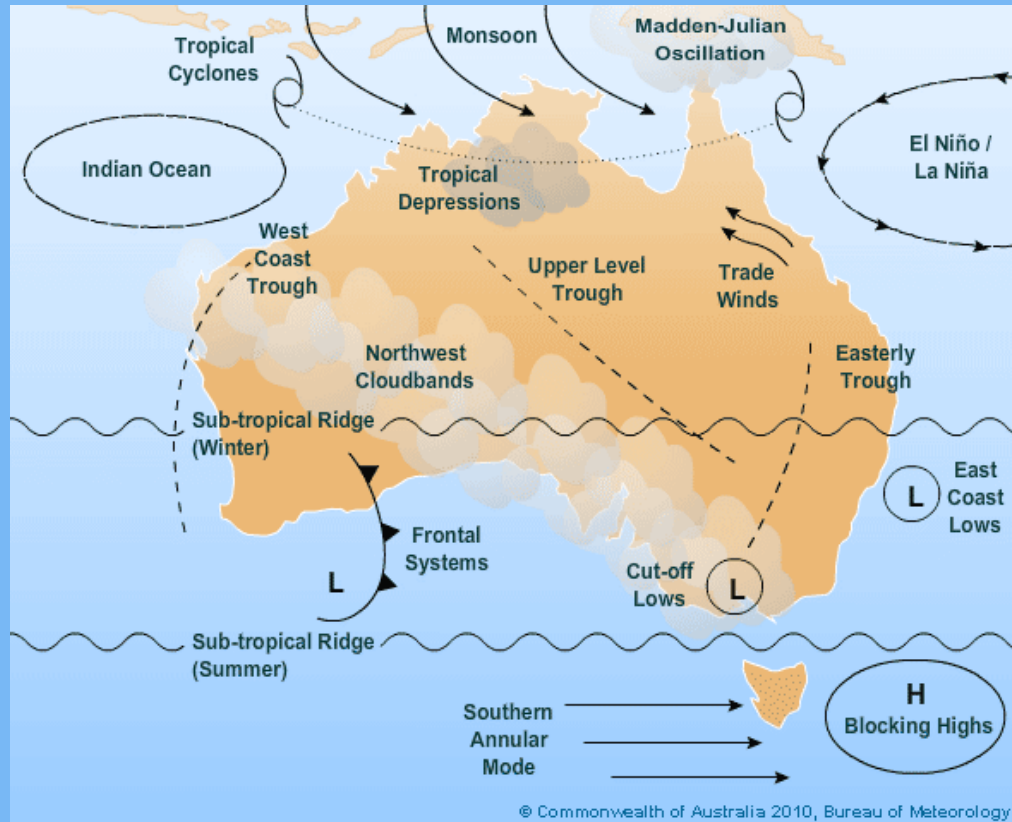 Madden-Julian
Oscillation
Monsoon
Tropical
Cyclones
El Niño /
La Niña
Indian Ocean
Tropical
Depressions
West
Coast
Trough
Upper Level
Trough
Trade
Winds
Northwest
Cloudbands
Easterly
Trough
Sub-tropical Ridge
(Winter)
East
Coast
Lows
L
Frontal
Systems
L
Cut-off
Lows
L
Sub-tropical Ridge
(Summer)
H
Blocking Highs
Southern
Annular
Mode
© Commonwealth of Australia 2010, Bureau of Meteorology